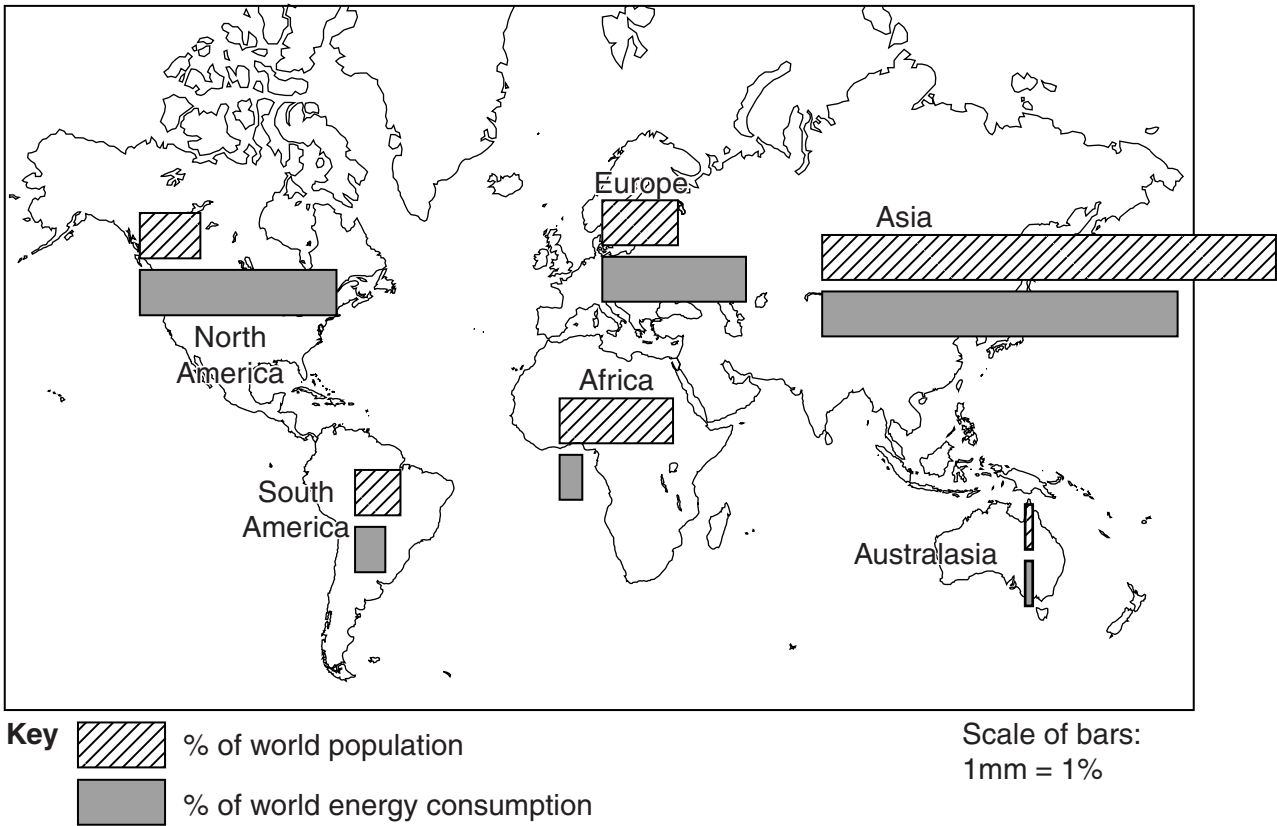 Europe
Asia
North
America
Africa
South
America
Australasia
Key
% of world population
% of world energy consumption
Scale of bars:
1mm = 1%